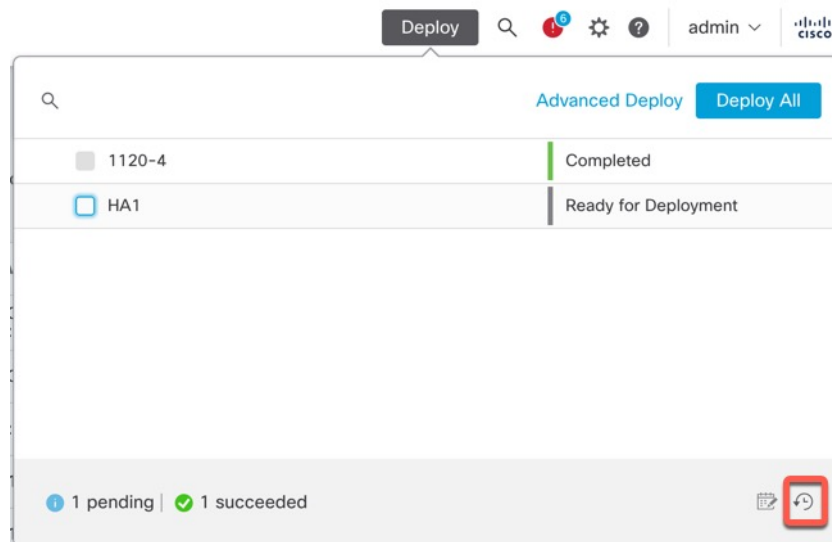 Deploy 6 admin cisco
Advanced Deploy Deploy All
1120-4 Completed
HA1 Ready for Deployment
1 pending 1 succeeded